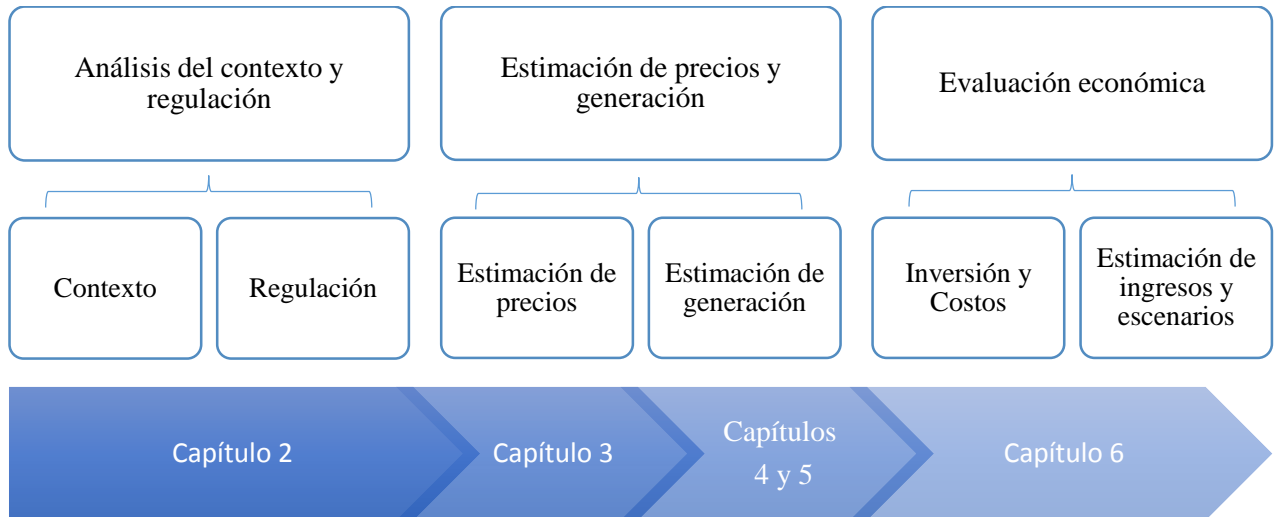 Análisis del contexto y
regulación
Estimación de precios y
generación
Evaluación económica
Contexto
Regulación
Estimación de
precios
Estimación de
generación
Inversión y
Costos
Estimación de
ingresos y
escenarios
Capítulo 2
Capítulo 3
Capítulos
4 y 5
Capítulo 6